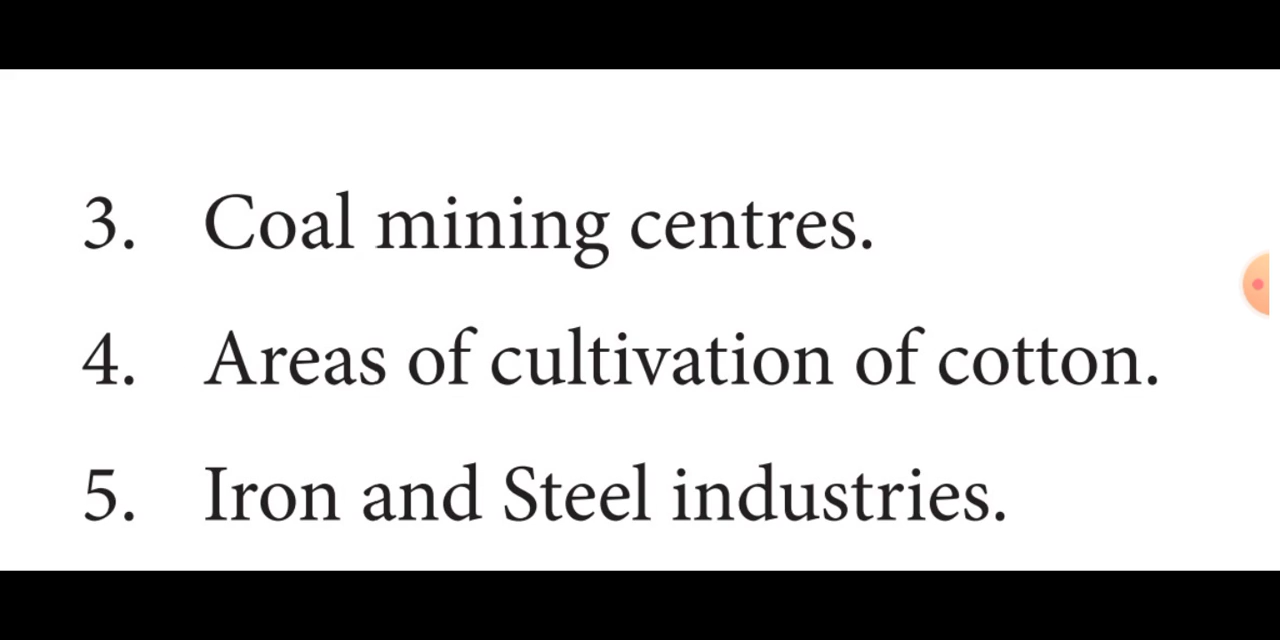 3. Coal mining centres.
4. Areas of cultivation of cotton.
5. Iron and Steel industries.